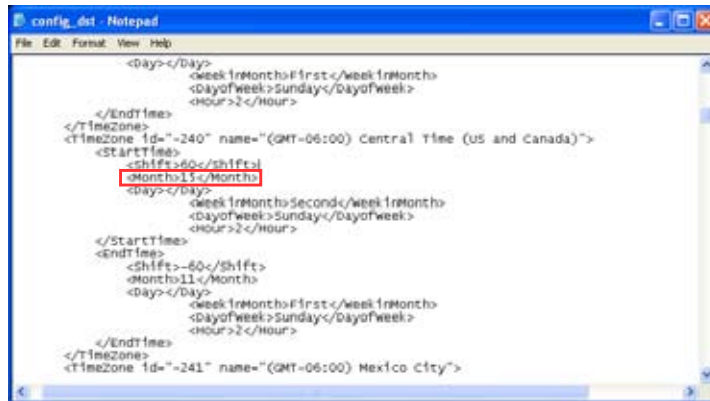 config_dst - Notepad
File Edit Format View Help
<Day></Day>
<WeekinMonth>First</WeekinMonth>
<DayofWeek>Sunday</DayofWeek>
<Hour>2</Hour>
</EndTime>
</TimeZone>
<TimeZone id="-240" name="(GMT-06:00) Central Time (US and Canada)">
<StartTime>
<Shift>60</Shift>
<Month>15</Month>
<Day></Day>
<WeekinMonth>Second</WeekinMonth>
<DayofWeek>Sunday</DayofWeek>
<Hour>2</Hour>
</StartTime>
<EndTime>
<Shift>-60</Shift>
<Month>11</Month>
<Day></Day>
<WeekinMonth>First</WeekinMonth>
<DayofWeek>Sunday</DayofWeek>
<Hour>2</Hour>
</EndTime>
</TimeZone>
<TimeZone id="-241" name="(GMT-06:00) Mexico City">